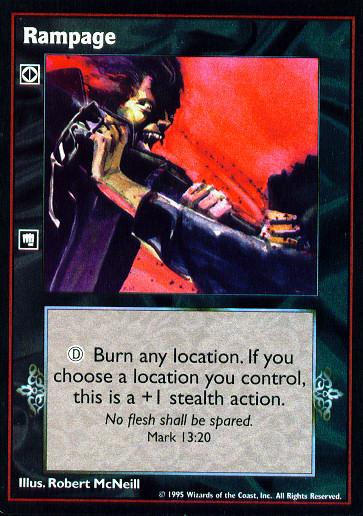 Rampage
Ⓓ Burn any location. If you
choose a location you control,
this is a +1 stealth action.
No flesh shall be spared.
Mark 13:20
Illus. Robert McNeill
© 1995 Wizards of the Coast, Inc. All Rights Reserved.